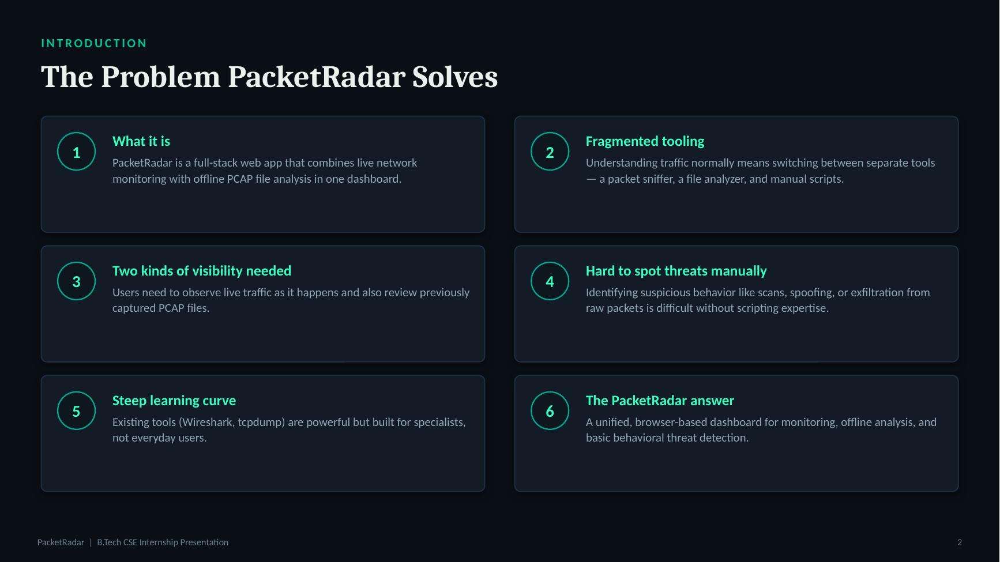 INTRODUCTION
The Problem PacketRadar Solves
1
What it is
PacketRadar is a full-stack web app that combines live network
monitoring with offline PCAP file analysis in one dashboard.
2
Fragmented tooling
Understanding traffic normally means switching between separate tools
— a packet sniffer, a file analyzer, and manual scripts.
3
Two kinds of visibility needed
Users need to observe live traffic as it happens and also review previously
captured PCAP files.
4
Hard to spot threats manually
Identifying suspicious behavior like scans, spoofing, or exfiltration from
raw packets is difficult without scripting expertise.
5
Steep learning curve
Existing tools (Wireshark, tcpdump) are powerful but built for specialists,
not everyday users.
6
The PacketRadar answer
A unified, browser-based dashboard for monitoring, offline analysis, and
basic behavioral threat detection.
PacketRadar | B.Tech CSE Internship Presentation
2